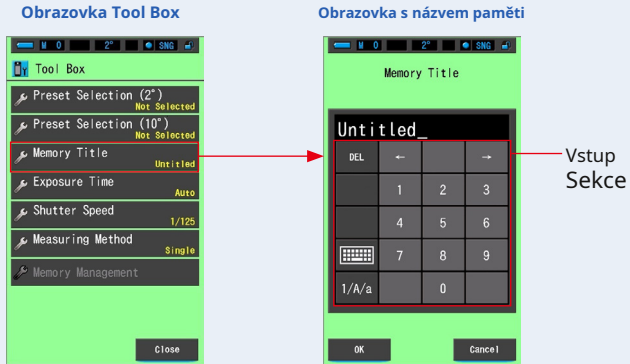 Obrazovka Tool Box
M 0 2° SNG
Tool Box
Preset Selection (2°)
Not Selected
Preset Selection (10°)
Not Selected
Memory Title
Untitled
Exposure Time
Auto
Shutter Speed
1/125
Measuring Method
Single
Memory Management
Close
Obrazovka s názvem paměti
M 0 2° SNG
Memory Title
Untitled_
DEL ← →
1 2 3
4 5 6
7 8 9
1/A/a 0
OK Cancel
Vstup
Sekce